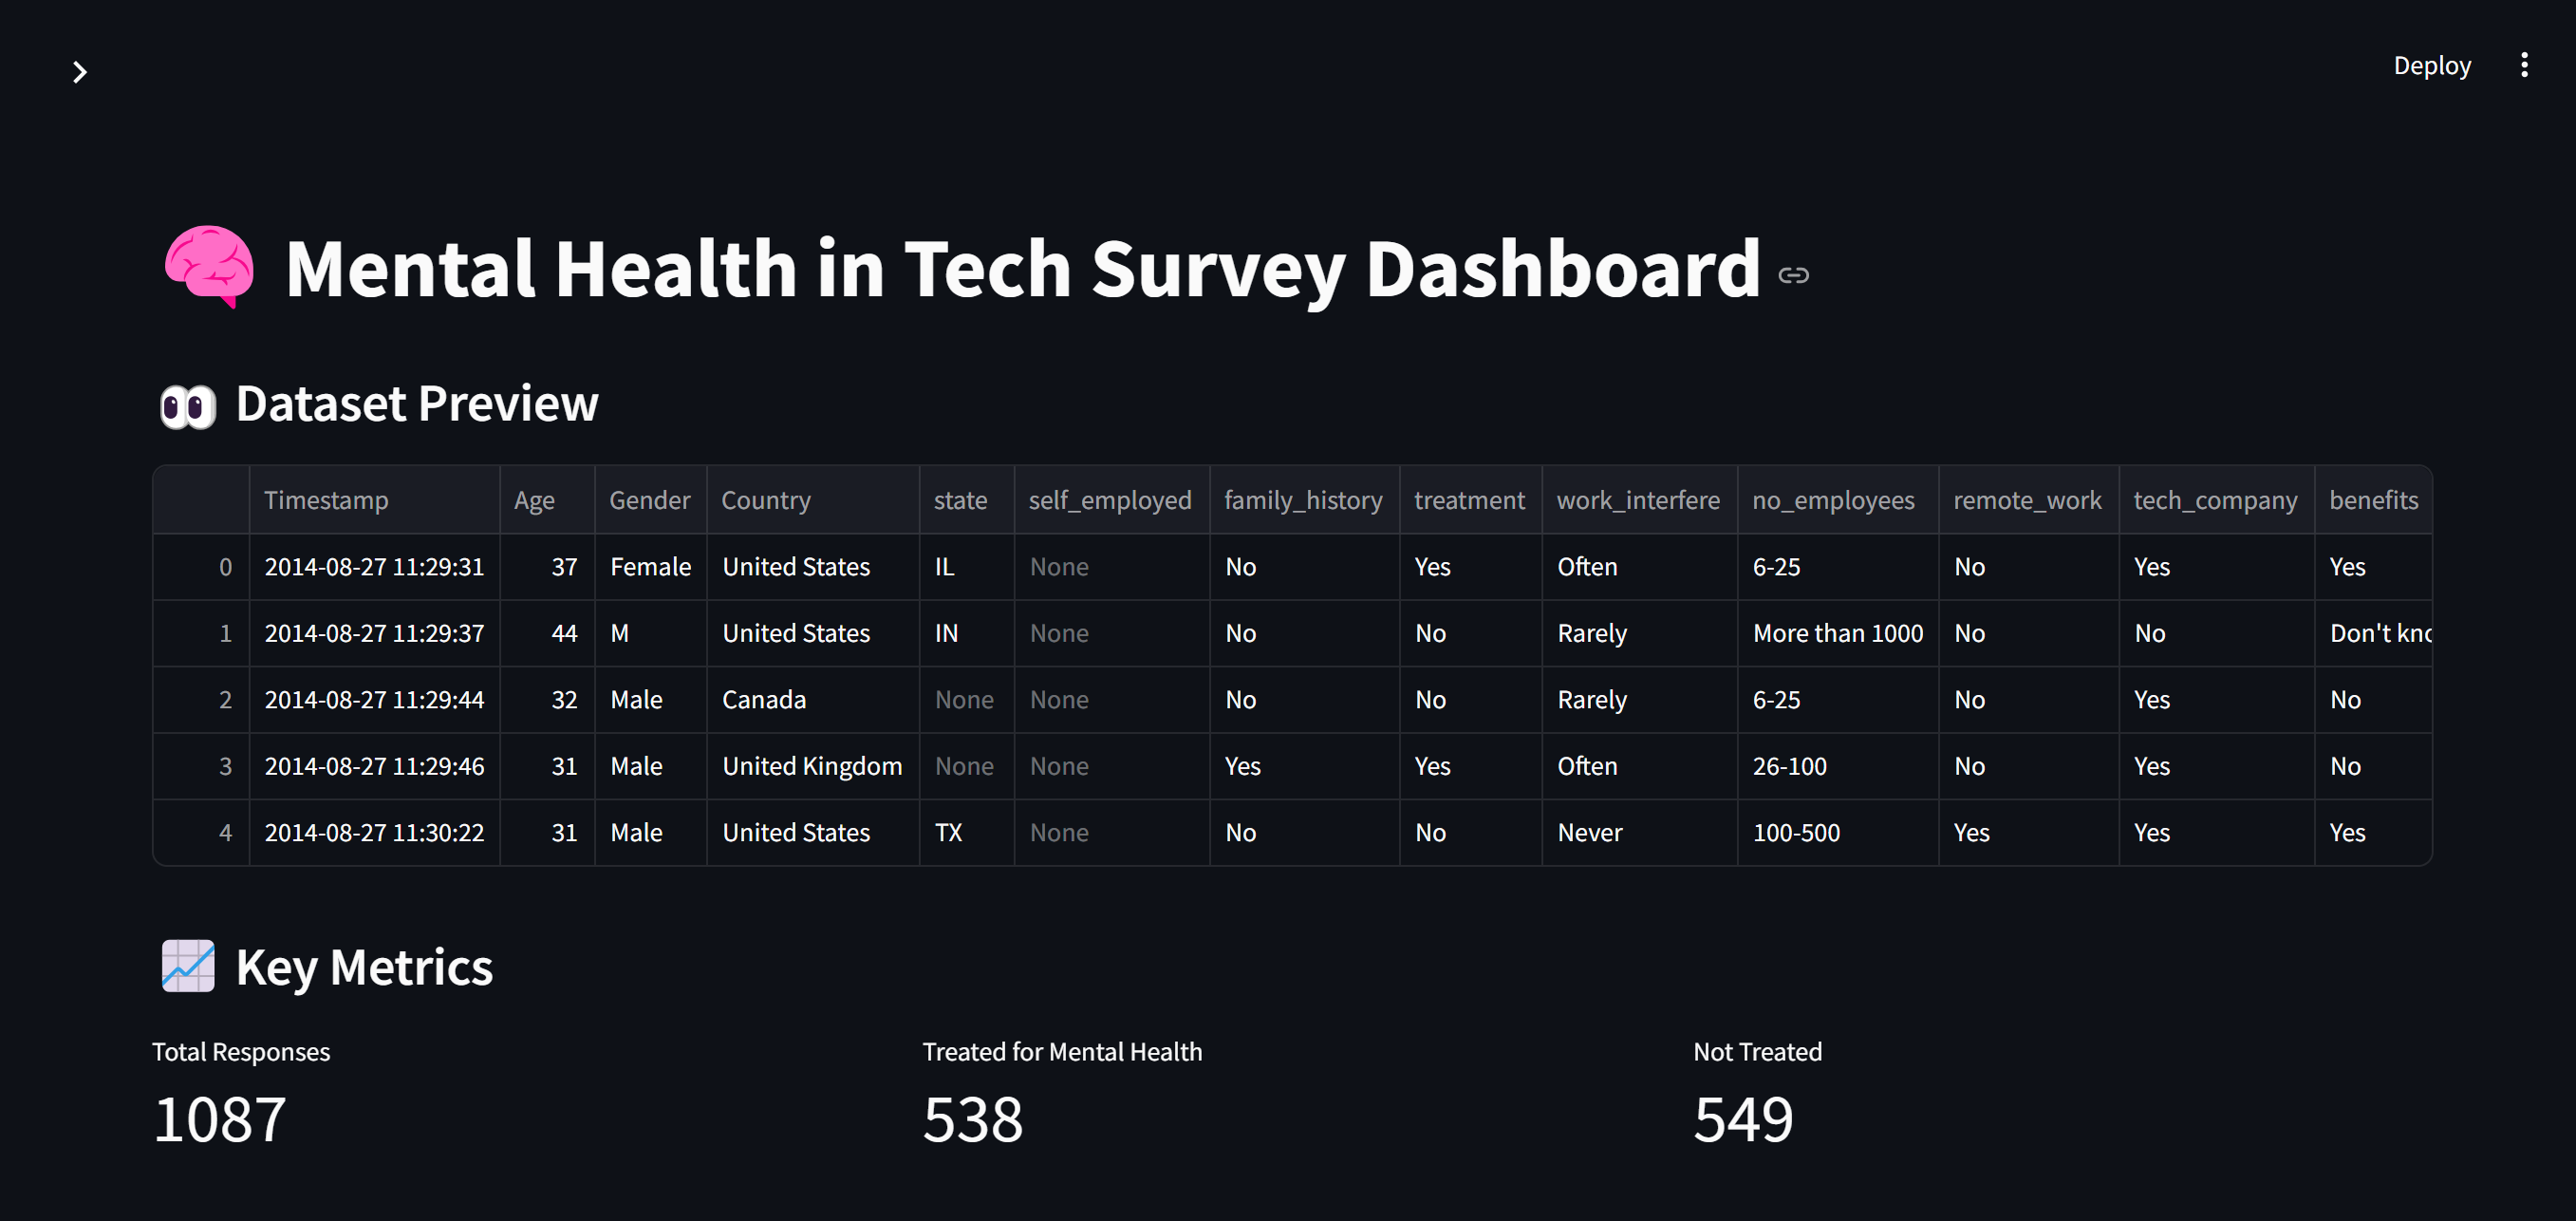 Deploy
Mental Health in Tech Survey Dashboard
Dataset Preview
Timestamp Age Gender Country state self_employed family_history treatment work_interfere no_employees remote_work tech_company benefits
0 2014-08-27 11:29:31 37 Female United States IL None No Yes Often 6-25 No Yes Yes
1 2014-08-27 11:29:37 44 M United States IN None No No Rarely More than 1000 No No Don't kno
2 2014-08-27 11:29:44 32 Male Canada None None No No Rarely 6-25 No Yes No
3 2014-08-27 11:29:46 31 Male United Kingdom None None Yes Yes Often 26-100 No Yes No
4 2014-08-27 11:30:22 31 Male United States TX None No No Never 100-500 Yes Yes Yes
Key Metrics
Total Responses Treated for Mental Health Not Treated
1087 538 549